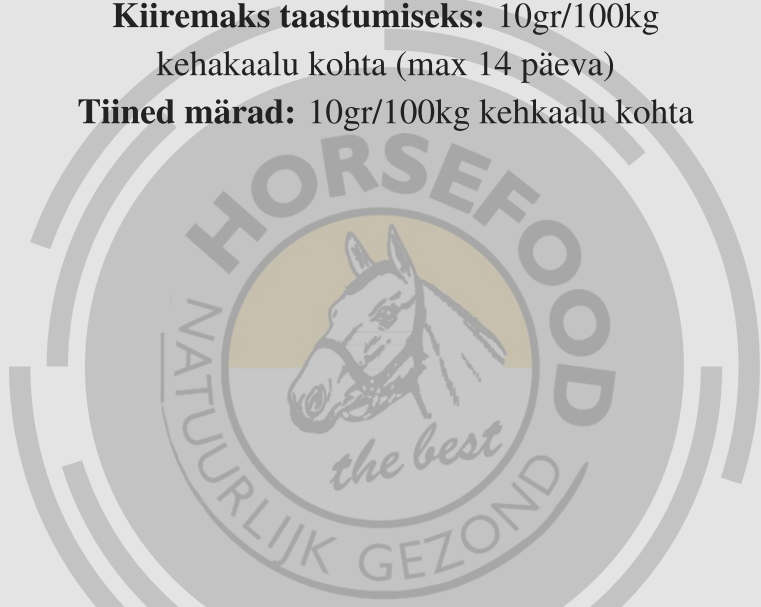 Kiiremaks taastumiseks: 10gr/100kg
kehakaalu kohta (max 14 päeva)
Tiined märad: 10gr/100kg kehkaalu kohta
HORSEFOOD
the best
NATUURLIJK GEZOND